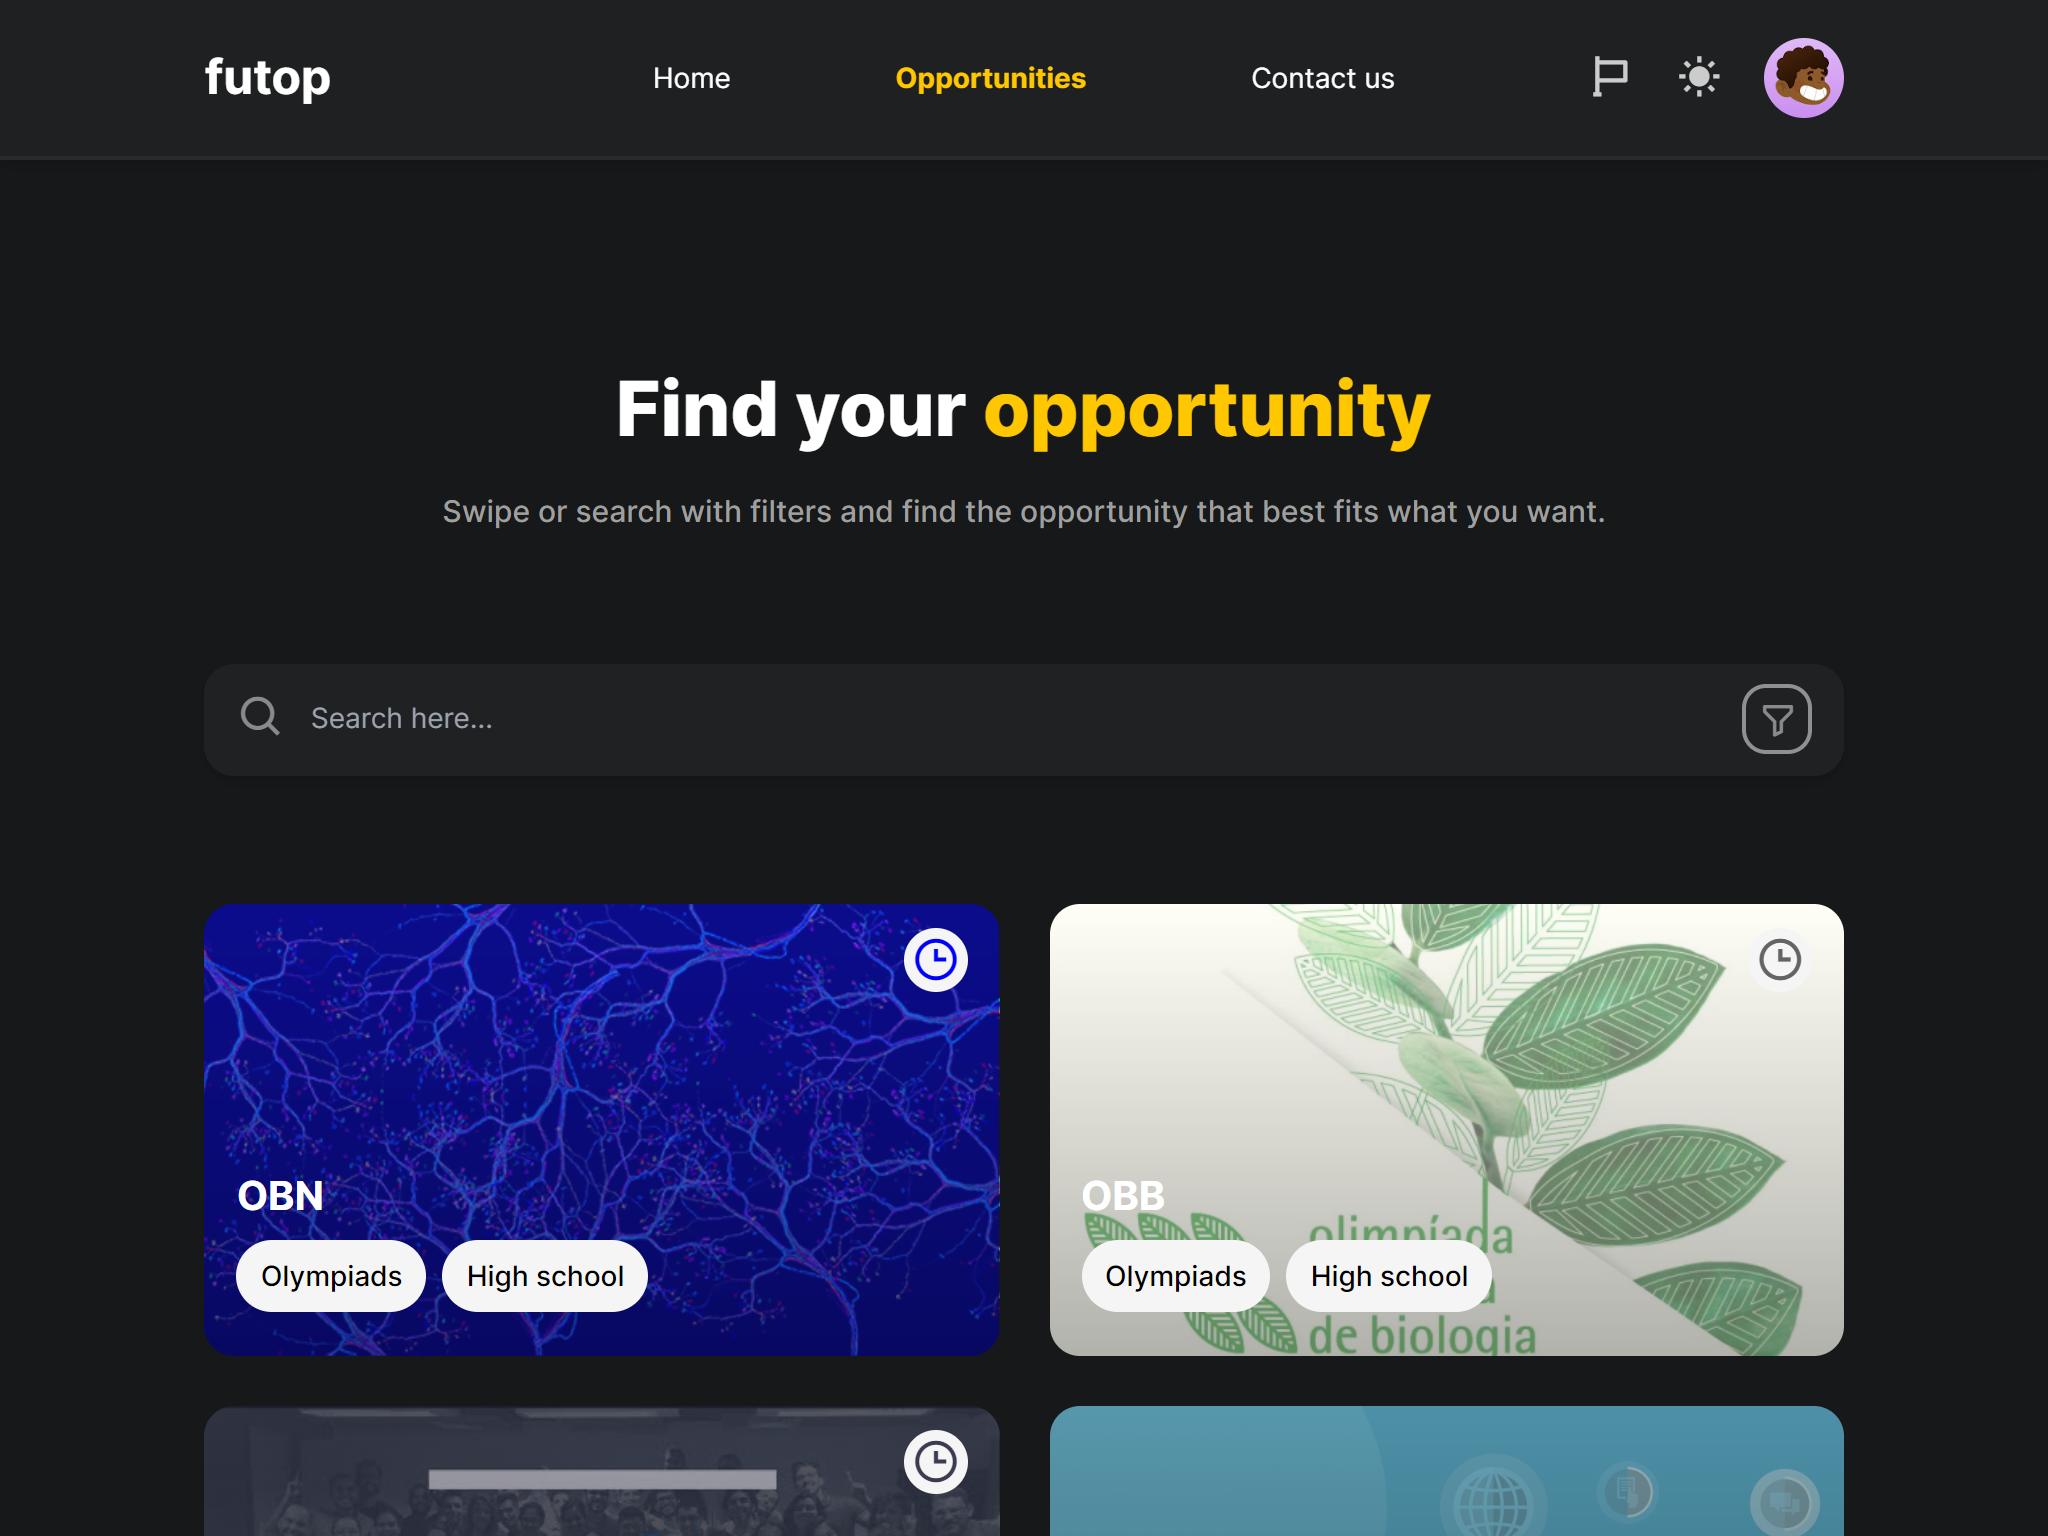 futop
Home
Opportunities
Contact us
Find your opportunity
Swipe or search with filters and find the opportunity that best fits what you want.
Search here...
OBN
Olympiads
High school
OBB
olimpíada
Olympiads
High school
de biologia